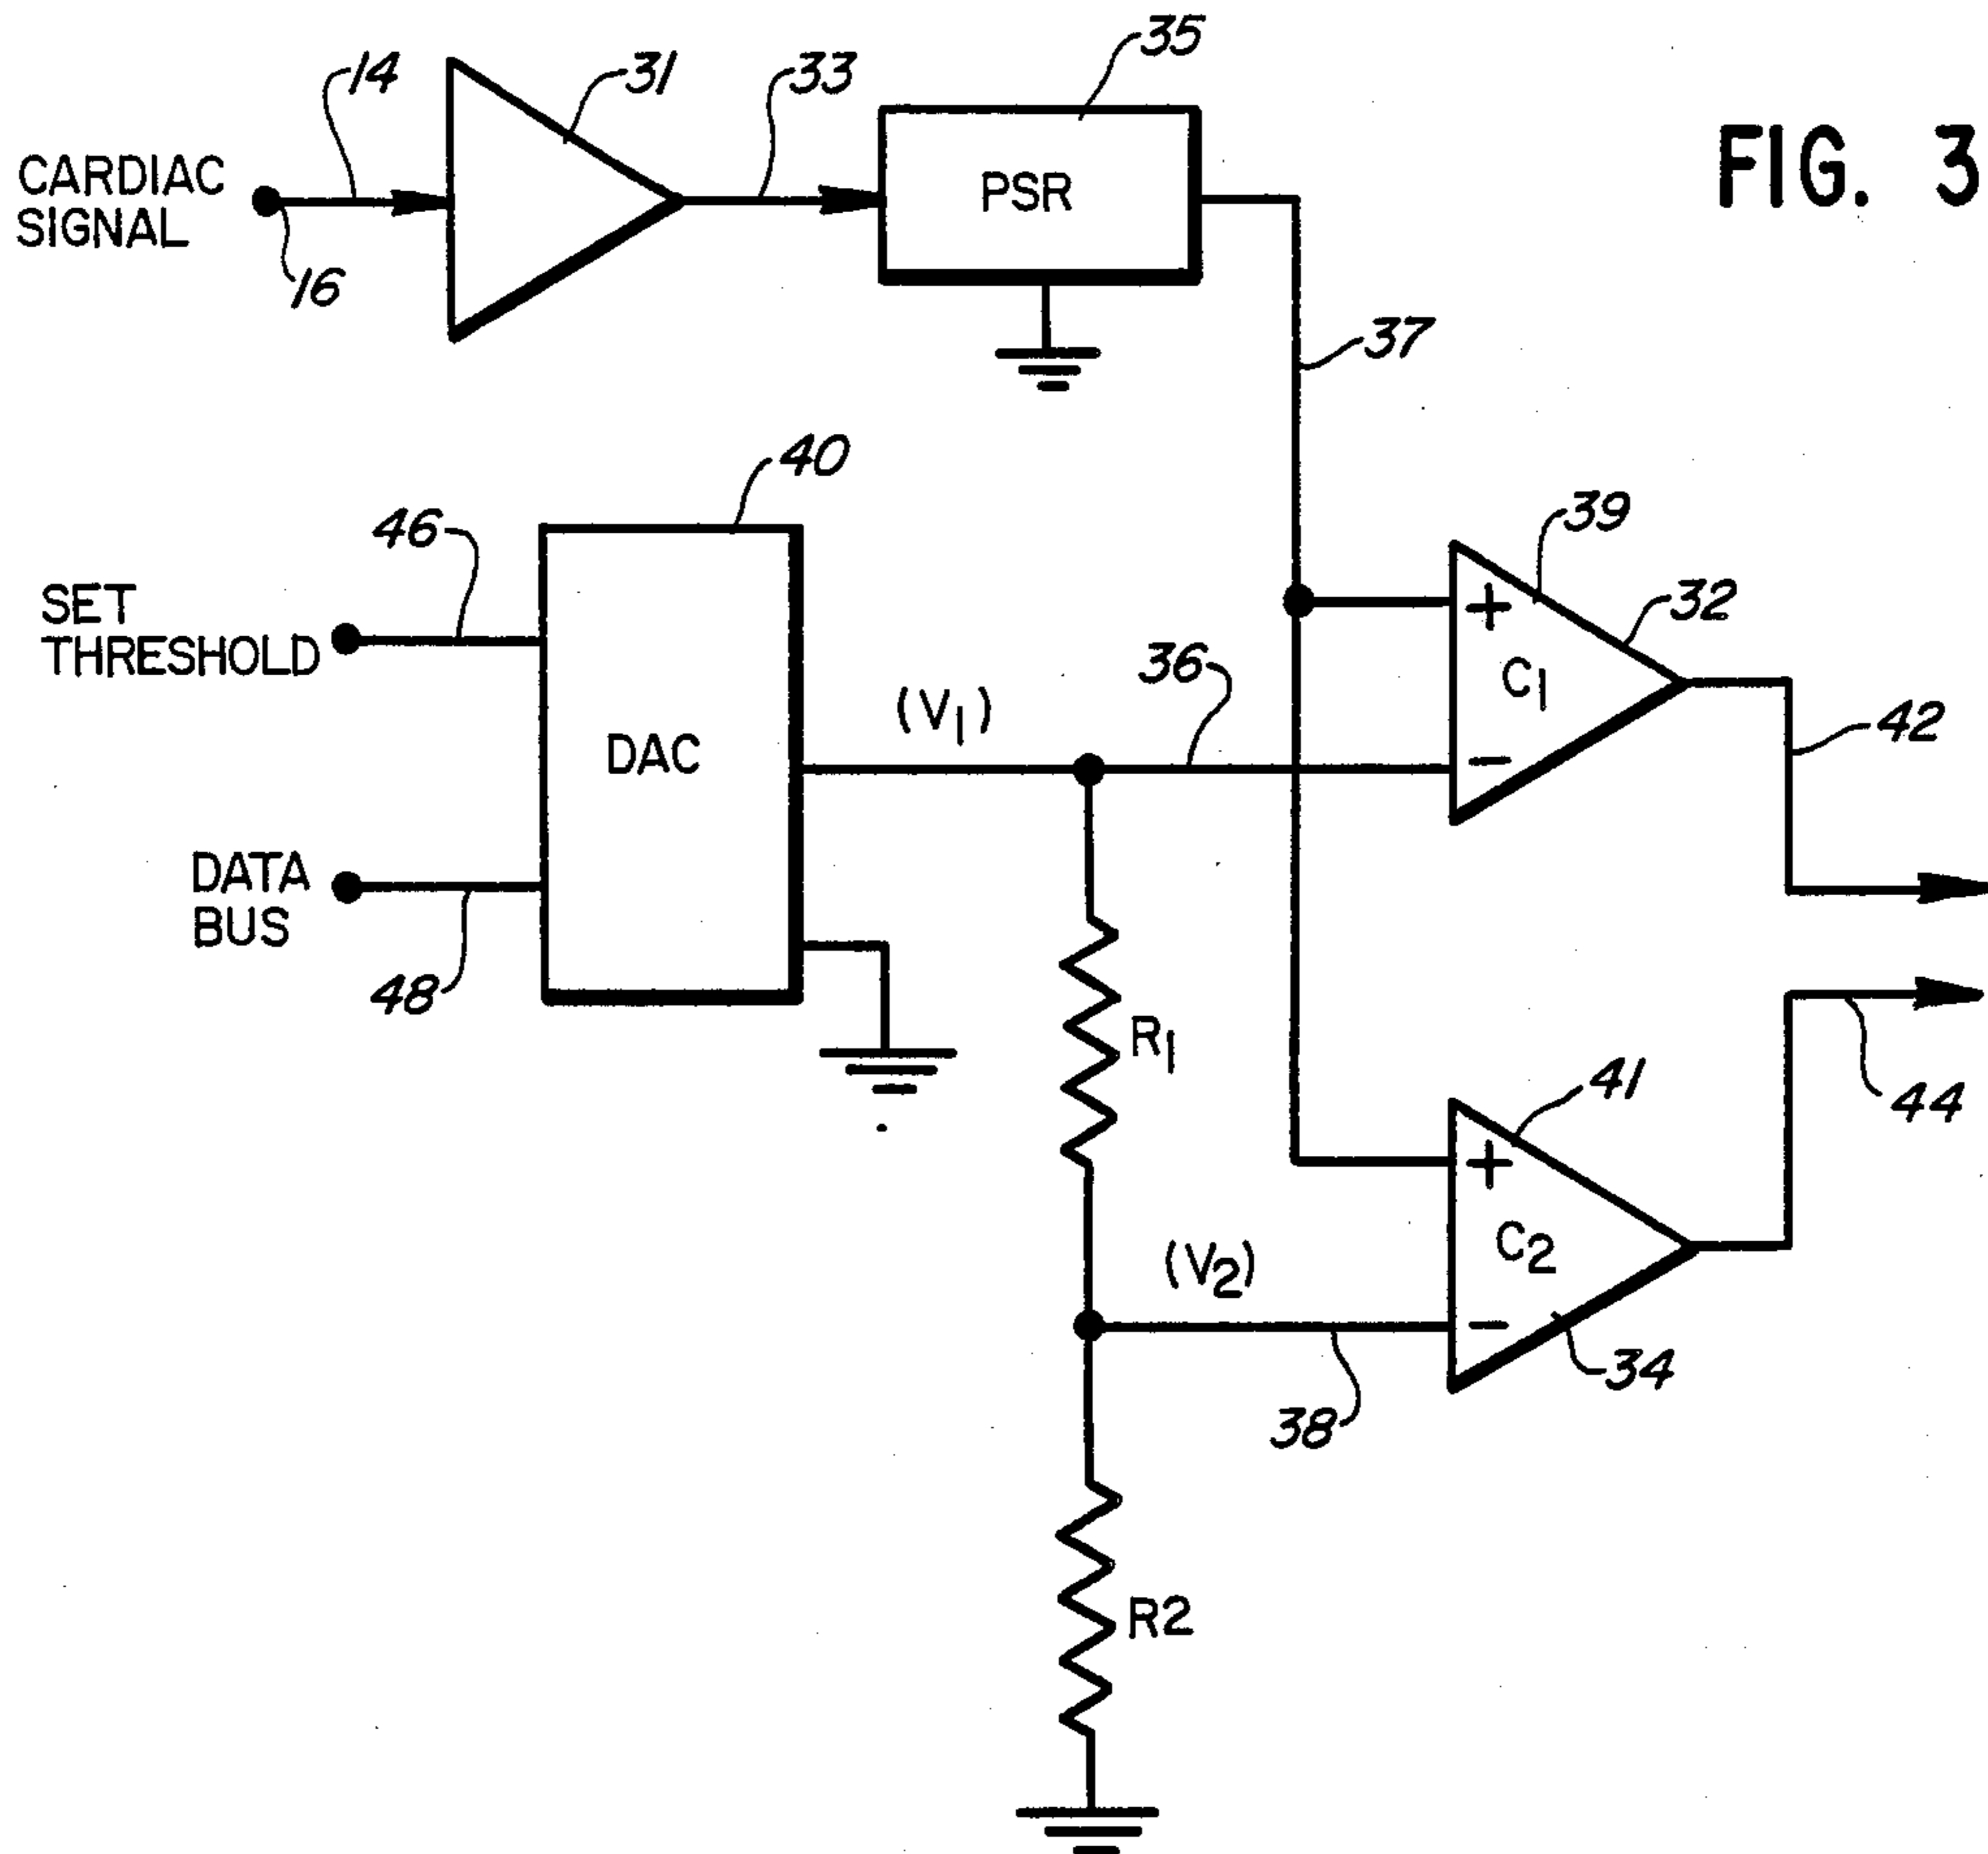 35
14
31
33
FIG. 3
CARDIAC
SIGNAL
PSR
16
37
40
46
39
32
SET
THRESHOLD
36
C1
(V1)
42
DAC
+
-
DATA
BUS
48
R1
41
44
+
C2
(V2)
-
34
38
R2